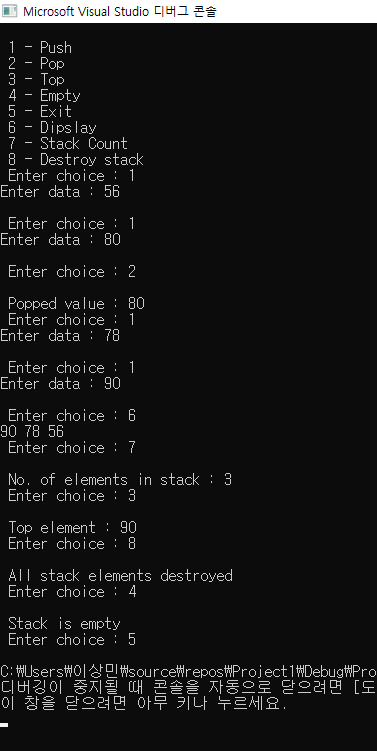 Microsoft Visual Studio 디버그 콘솔
1 - Push
2 - Pop
3 - Top
4 - Empty
5 - Exit
6 - Dipslay
7 - Stack Count
8 - Destroy stack
Enter choice : 1
Enter data : 56
Enter choice : 1
Enter data : 80
Enter choice : 2
Popped value : 80
Enter choice : 1
Enter data : 78
Enter choice : 1
Enter data : 90
Enter choice : 6
90 78 56
Enter choice : 7
No. of elements in stack : 3
Enter choice : 3
Top element : 90
Enter choice : 8
All stack elements destroyed
Enter choice : 4
Stack is empty
Enter choice : 5
C:₩Users₩이상민₩source₩repos₩Project1₩Debug₩Pro
디버깅이 중지될 때 콘솔을 자동으로 닫으려면 [도
이 창을 닫으려면 아무 키나 누르세요.